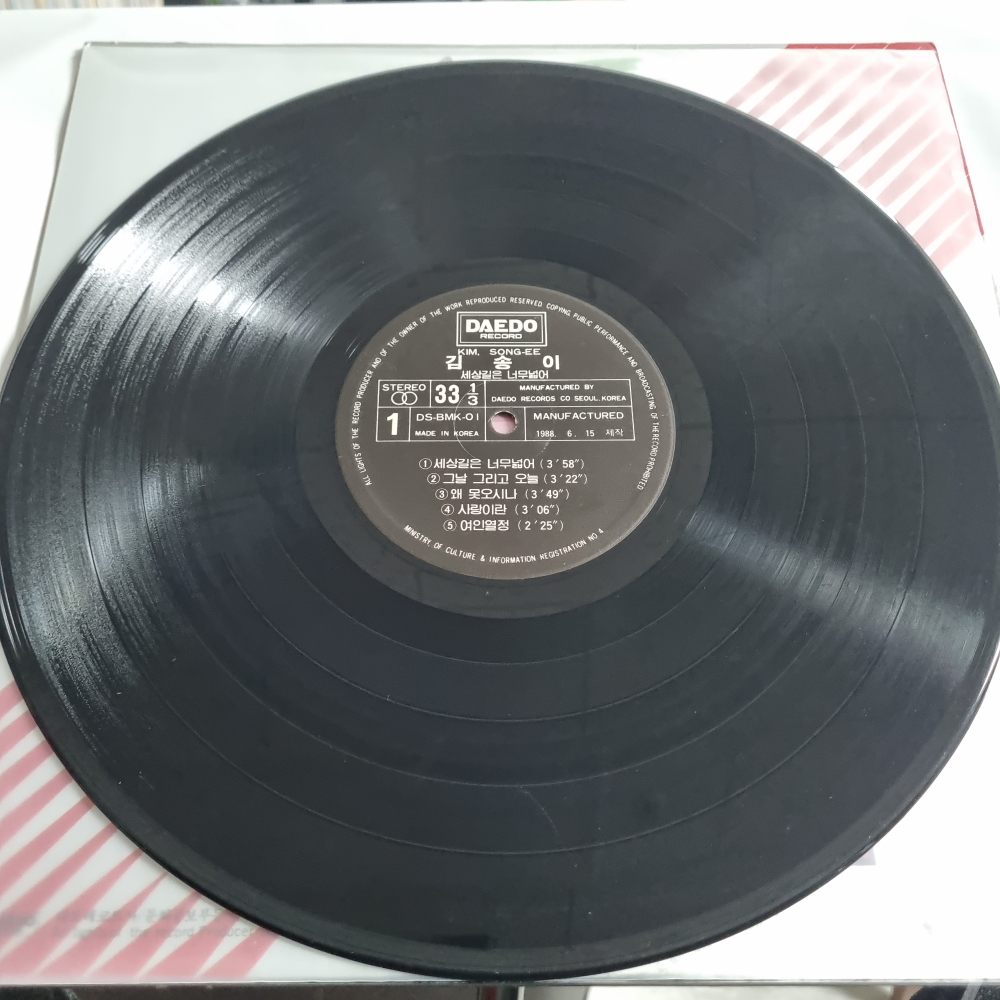 ALL LIGHTS OF THE RECORD PRODUCER AND OF THE OWNER OF THE WORK REPRODUCED RESERVED COPYING PUBLIC PERFORMANCE AND BROADCASTING OF THE RECORD PROHIBITED
DAEDO
RECORD
KIM, SONG-EE
김 송 이
세상길은 너무넓어
STEREO
33 1/3
MANUFACTURED BY
DAEDO RECORDS CO SEOUL, KOREA
1
DS-BMK-01
MADE IN KOREA
MANUFACTURED
1988. 6. 15 제작
① 세상길은 너무넓어 (3′58″)
② 그날 그리고 오늘 (3′22″)
③ 왜 못오시나 (3′49″)
④ 사랑이란 (3′06″)
⑤ 여인열정 (2′25″)
MINISTRY OF CULTURE & INFORMATION REGISTRATION NO 4
the record Producer